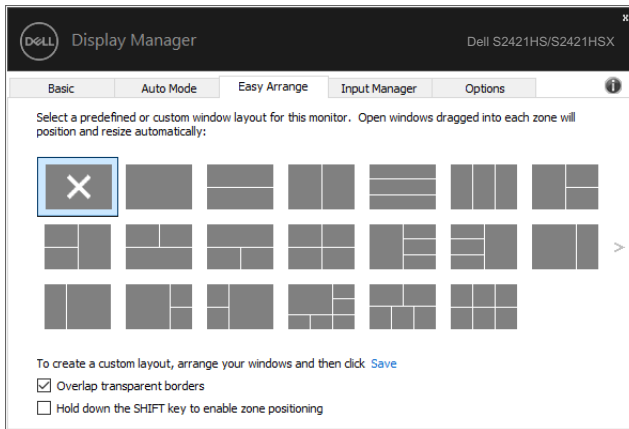 x
DELL Display Manager Dell S2421HS/S2421HSX
Basic Auto Mode Easy Arrange Input Manager Options i
Select a predefined or custom window layout for this monitor. Open windows dragged into each zone will
position and resize automatically:
>
To create a custom layout, arrange your windows and then click Save
Overlap transparent borders
Hold down the SHIFT key to enable zone positioning